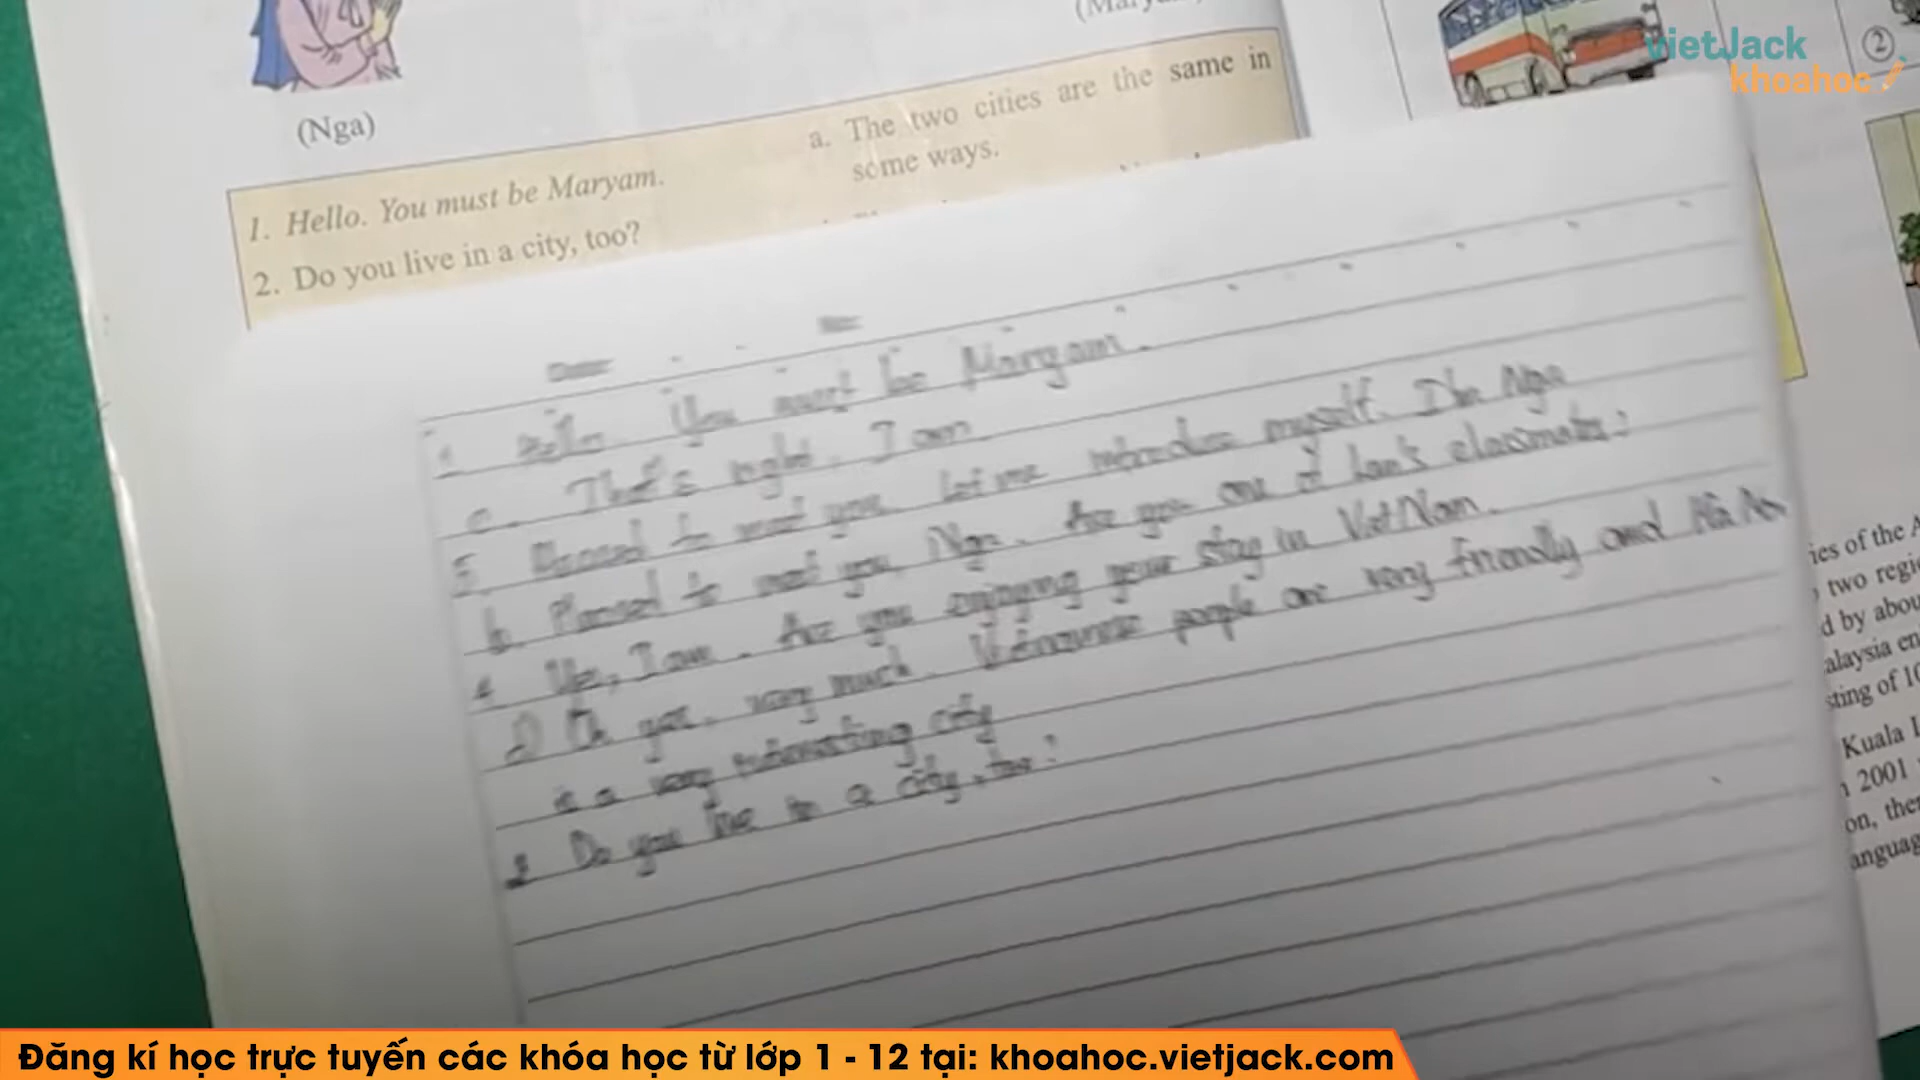 (Nga)
vietJack
khoahoc
2
1. Hello. You must be Maryam.
2. Do you live in a city, too?
a. The two cities are the same in
some ways.
1 Hello. You must be Maryam.
c. That's right. I am
5. Pleased to meet you. Let me introduce myself. I'm Nga
b. Pleased to meet you, Nga. Are you one of Lan's classmates?
4 Yes, I am. Are you enjoying your stay in Viet Nam.
d) Oh yes, very much. Vietnamese people are very friendly and Hà Nội
is a very interesting city
2 Do you live in a city, too?
ies of the
two regi
d by abou
alaysia en
sting of 10
Kuala L
2001
on, the
anguag
Đăng kí học trực tuyến các khóa học từ lớp 1 - 12 tại: khoahoc.vietjack.com